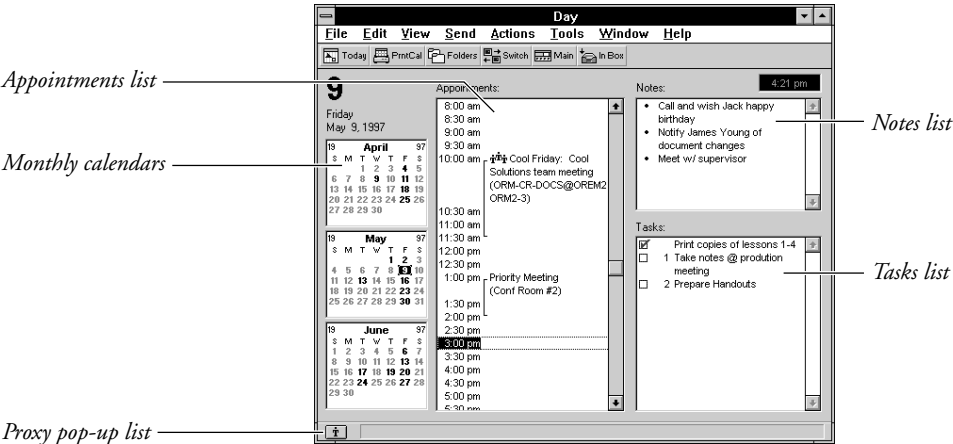 Day
File Edit View Send Actions Tools Window Help
Today PrntCal Folders Switch Main In Box
Appointments list
Monthly calendars
Proxy pop-up list
9
Friday
May 9, 1997
19 April 97
S M T W T F S
1 2 3 4 5
6 7 8 9 10 11 12
13 14 15 16 17 18 19
20 21 22 23 24 25 26
27 28 29 30
19 May 97
S M T W T F S
1 2 3
4 5 6 7 8 9 10
11 12 13 14 15 16 17
18 19 20 21 22 23 24
25 26 27 28 29 30 31
19 June 97
S M T W T F S
1 2 3 4 5 6 7
8 9 10 11 12 13 14
15 16 17 18 19 20 21
22 23 24 25 26 27 28
29 30
Appointments:
8:00 am
8:30 am
9:00 am
9:30 am
10:00 am Cool Friday: Cool
Solutions team meeting
(ORM-CR-DOCS@OREM2
ORM2-3)
10:30 am
11:00 am
11:30 am
12:00 pm
12:30 pm
1:00 pm Priority Meeting
(Conf Room #2)
1:30 pm
2:00 pm
2:30 pm
3:00 pm
3:30 pm
4:00 pm
4:30 pm
5:00 pm
5:30 pm
4:21 pm
Notes:
• Call and wish Jack happy
birthday
• Notify James Young of
document changes
• Meet w/ supervisor
Tasks:
Print copies of lessons 1-4
1 Take notes @ prodution
meeting
2 Prepare Handouts
Notes list
Tasks list